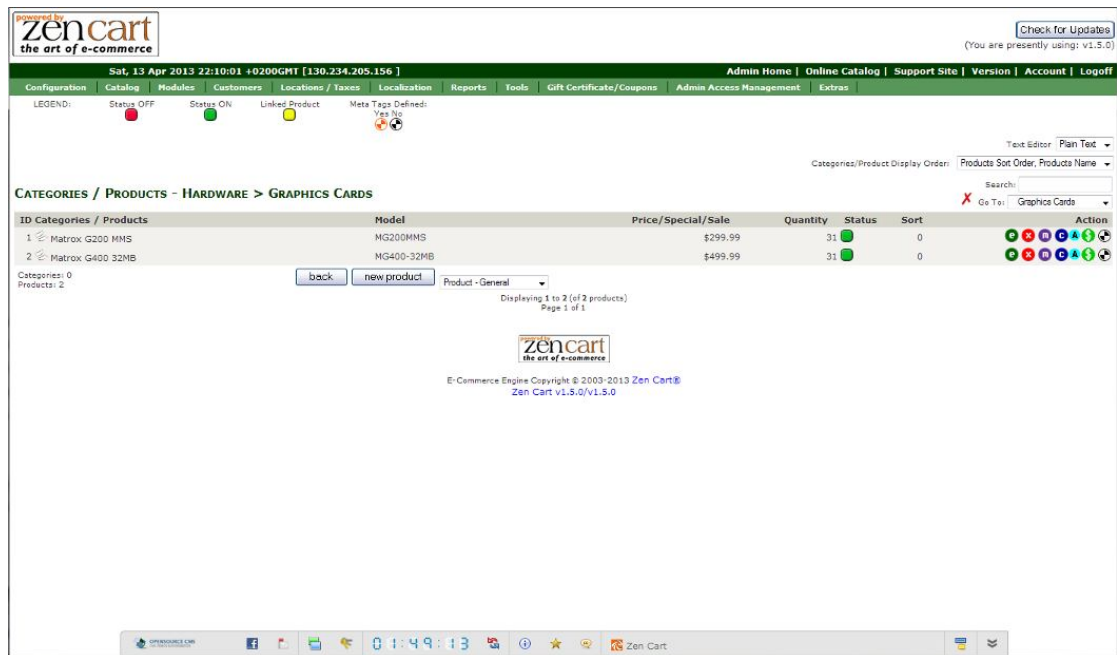 powered by
zen cart
the art of e-commerce
Check for Updates
(You are presently using: v1.5.0)
Sat, 13 Apr 2013 22:10:01 +0200GMT [130.234.205.156 ]
Admin Home | Online Catalog | Support Site | Version | Account | Logoff
Configuration Catalog Modules Customers Locations / Taxes Localization Reports Tools Gift Certificate/Coupons Admin Access Management Extras
LEGEND: Status OFF Status ON Linked Product Meta Tags Defined:
Yes No
Text Editor Plain Text
Categories/Product Display Order: Products Sort Order, Products Name
Search:
CATEGORIES / PRODUCTS - HARDWARE > GRAPHICS CARDS
Go To: Graphics Cards
ID Categories / Products Model Price/Special/Sale Quantity Status Sort Action
1 Matrox G200 MMS MG200MMS $299.99 31 0 e x m c A $
2 Matrox G400 32MB MG400-32MB $499.99 31 0 e x m c A $
Categories: 0
Products: 2
back new product Product - General
Displaying 1 to 2 (of 2 products)
Page 1 of 1
powered by
zen cart
the art of e-commerce
E-Commerce Engine Copyright © 2003-2013 Zen Cart®
Zen Cart v1.5.0/v1.5.0
OPENSOURCE CMS
01:49:13
Zen Cart